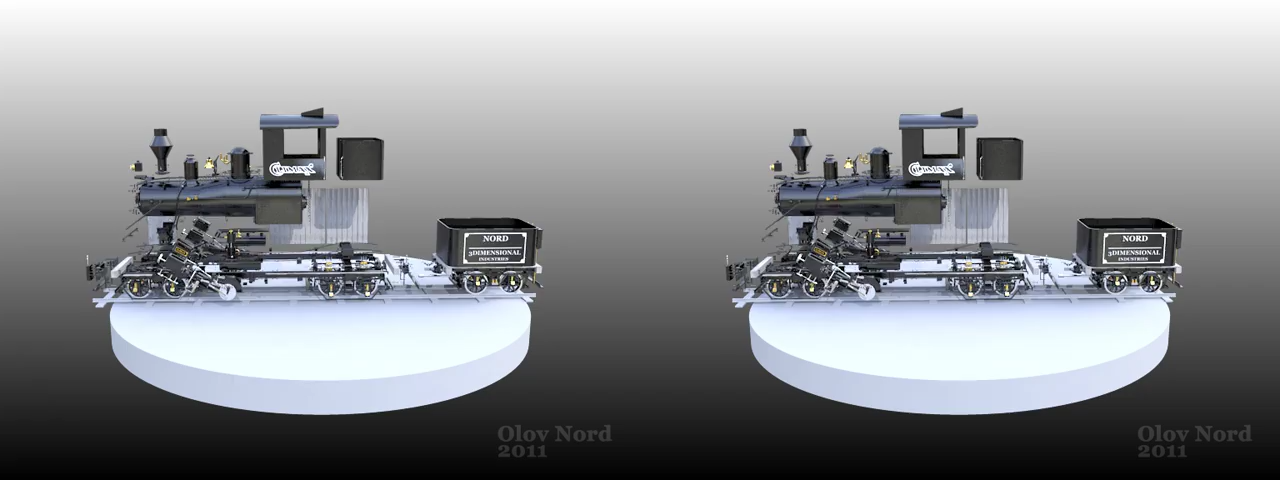 NORD
3DIMENSIONAL
INDUSTRIES
Olov Nord
2011
NORD
3DIMENSIONAL
INDUSTRIES
Olov Nord
2011